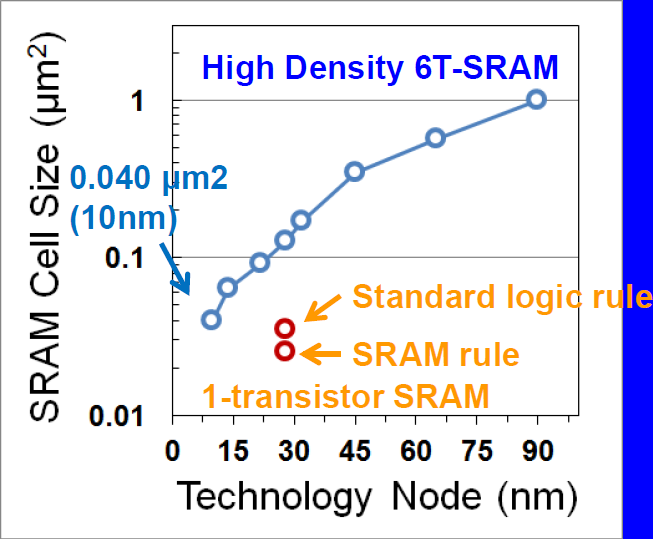 High Density 6T-SRAM
SRAM Cell Size (µm²)
1
0.1
0.01
0.040 µm2
(10nm)
Standard logic rule
SRAM rule
1-transistor SRAM
0 15 30 45 60 75 90
Technology Node (nm)